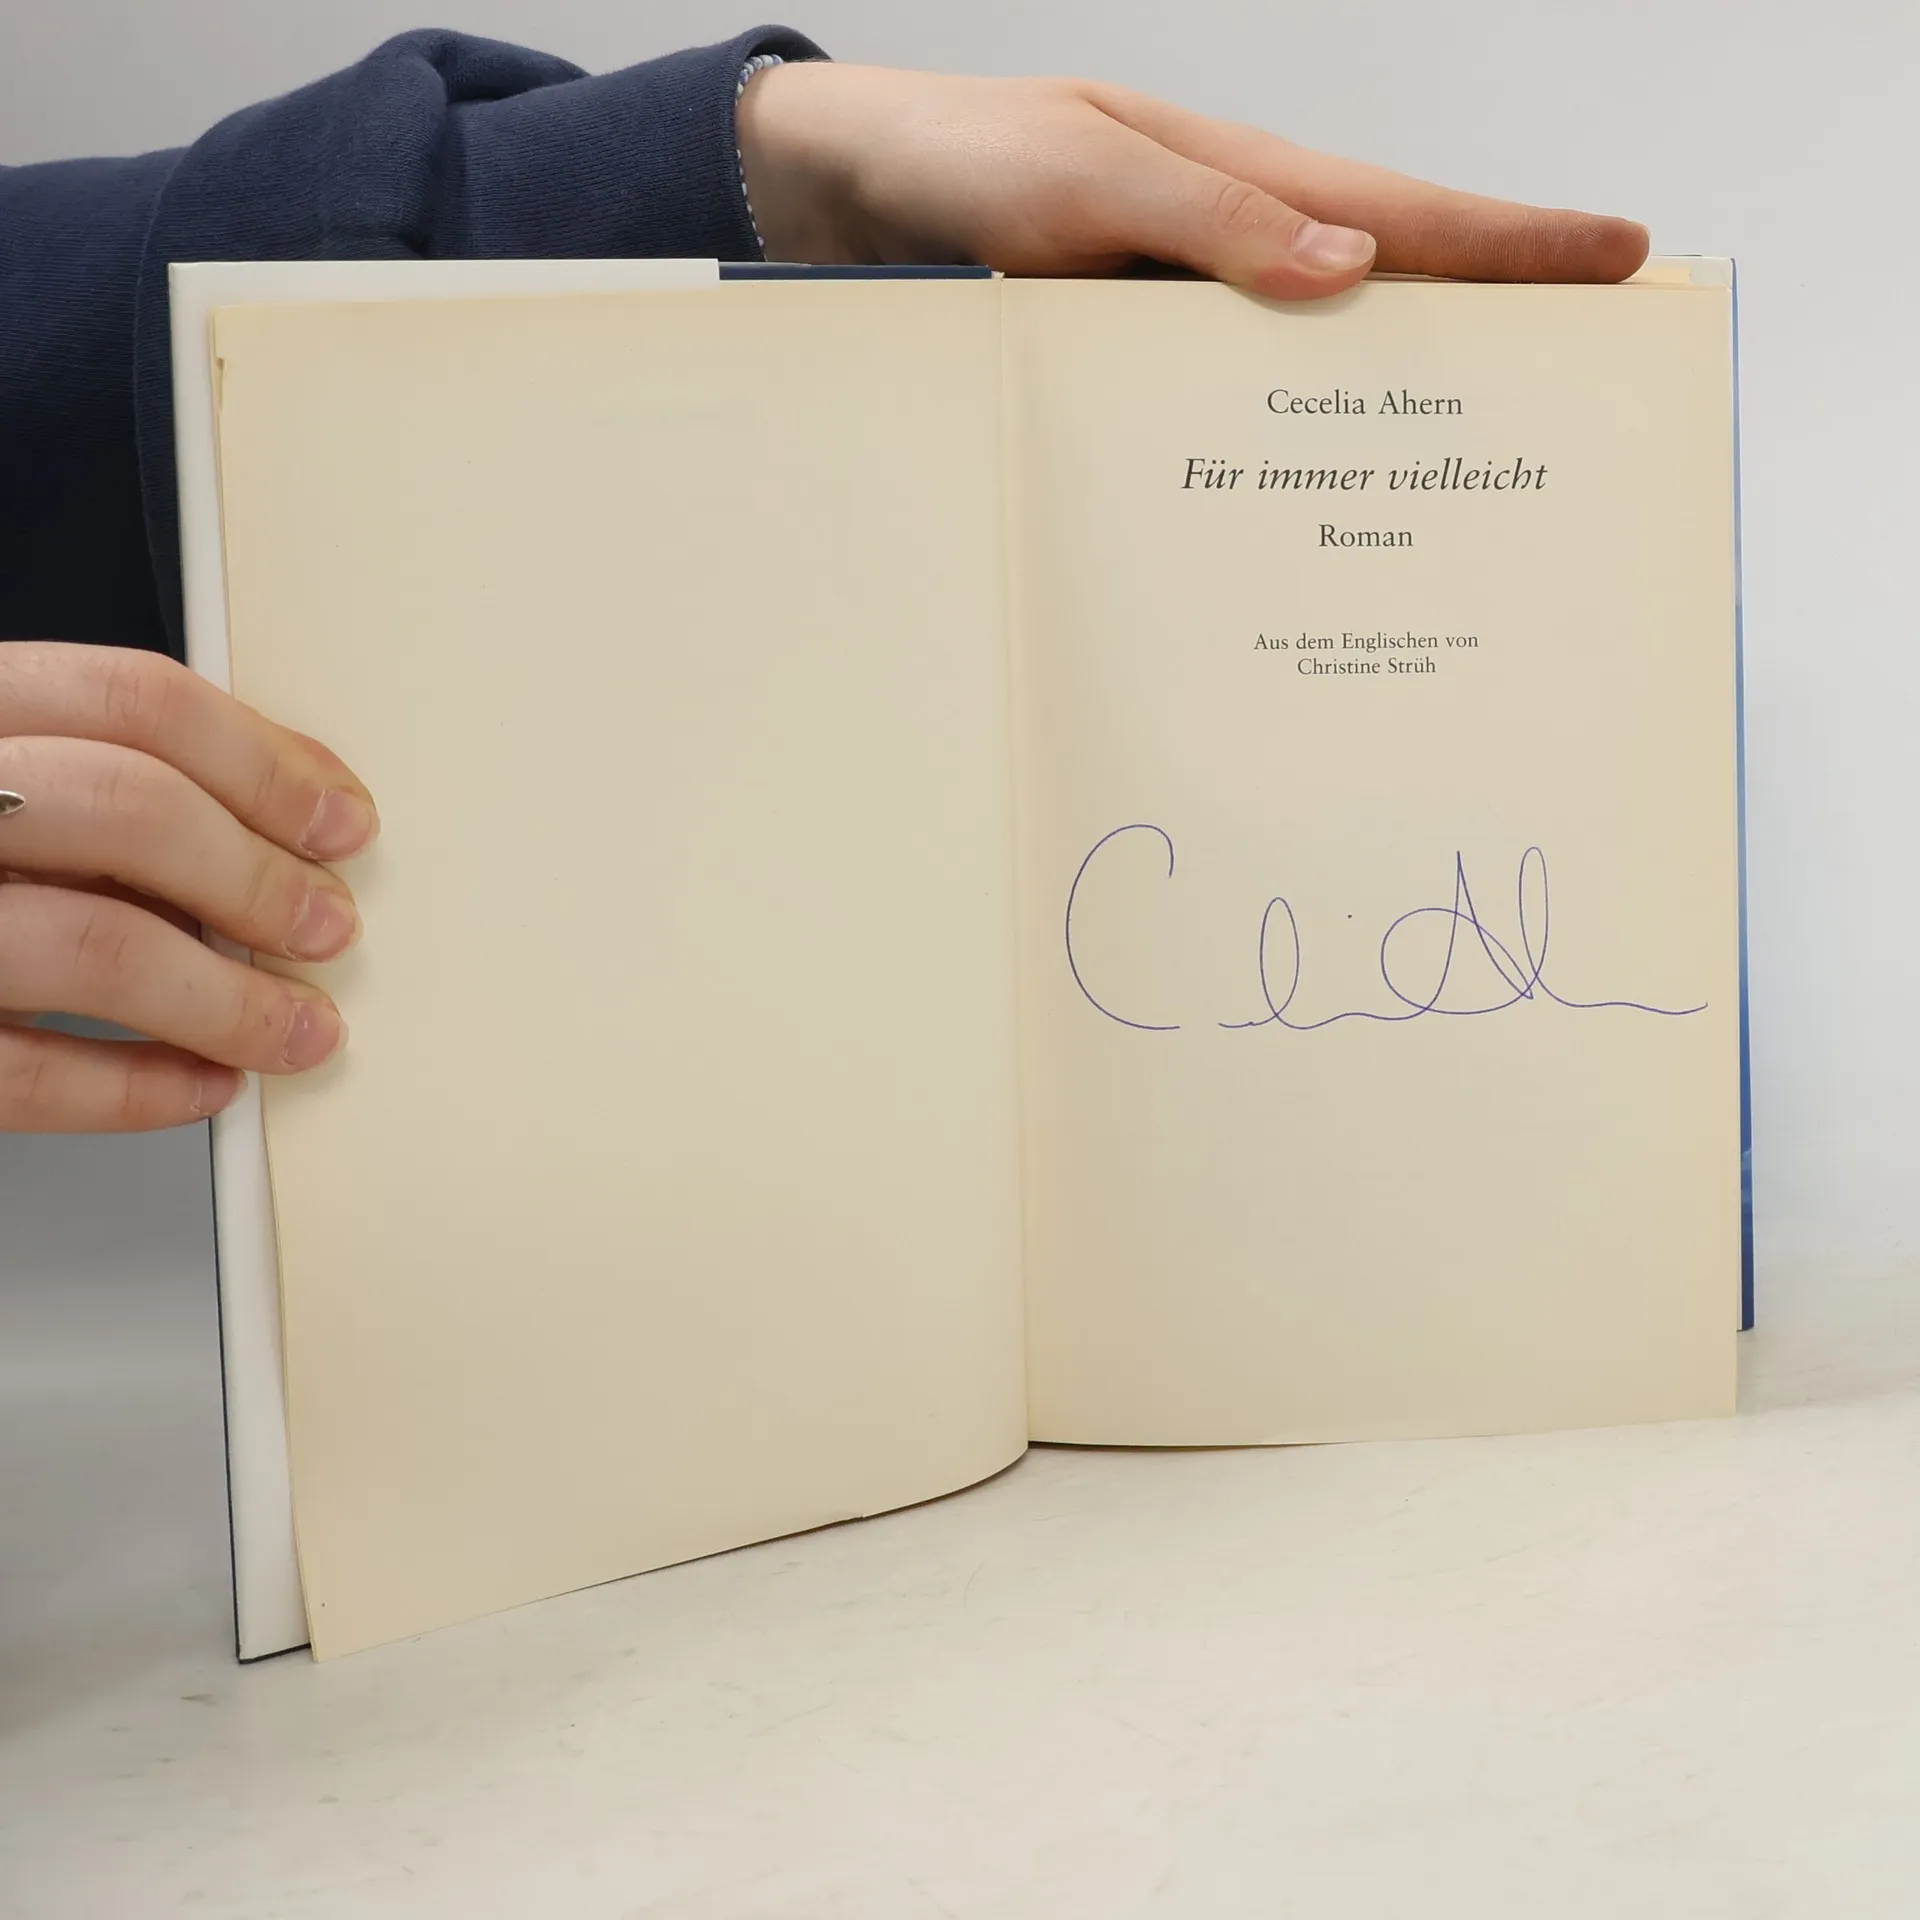 Cecelia Ahern
Für immer vielleicht
Roman
Aus dem Englischen von
Christine Strüh